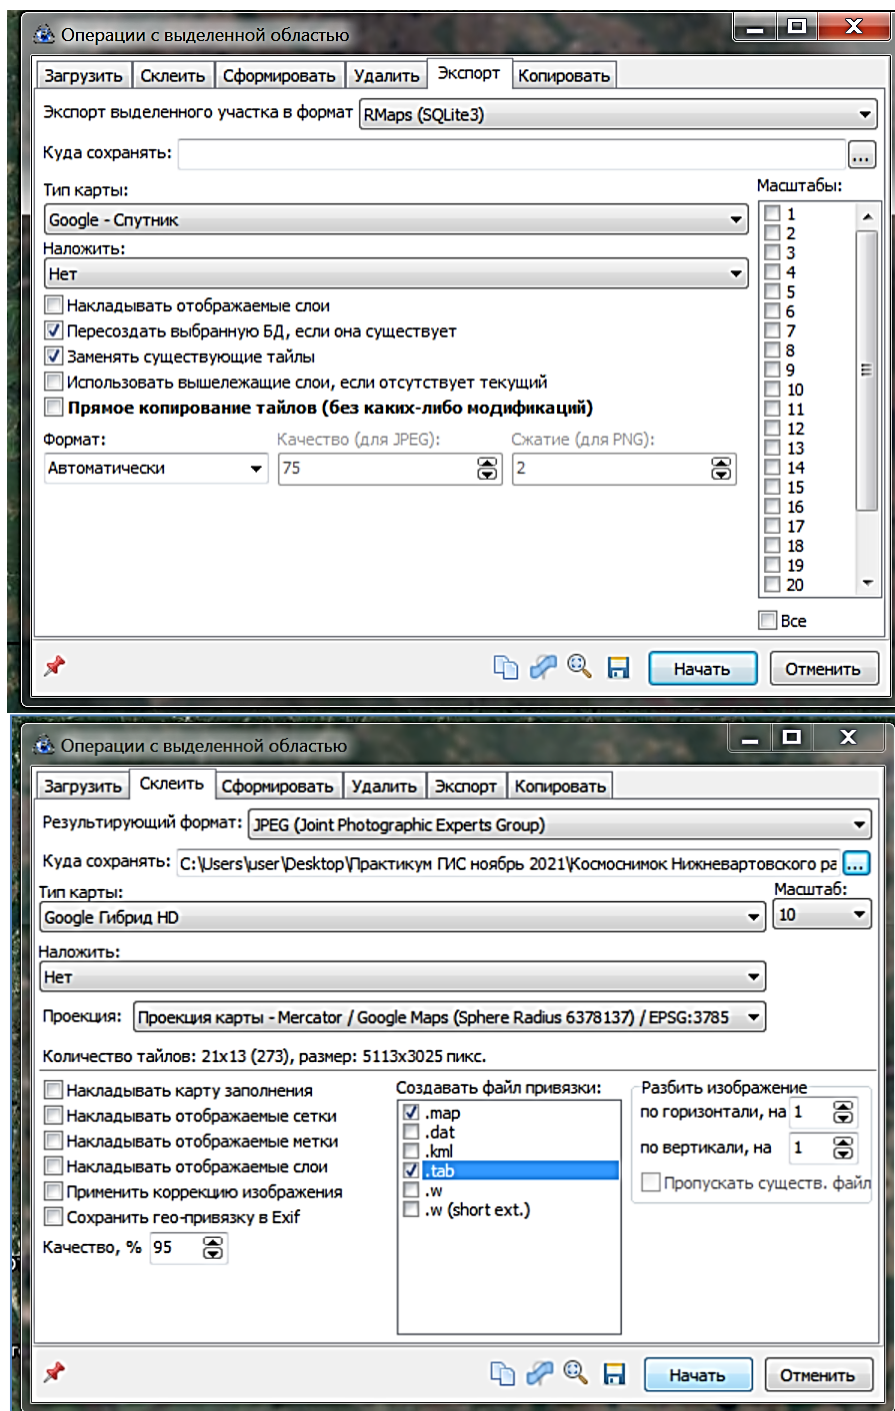 Операции с выделенной областью
Загрузить Склеить Сформировать Удалить Экспорт Копировать
Экспорт выделенного участка в формат RMaps (SQLite3)
Куда сохранять: ...
Тип карты: Масштабы:
Google - Спутник
Наложить:
Нет
1
2
3
4
5
6
7
8
9
10
11
12
13
14
15
16
17
18
19
20
Все
Накладывать отображаемые слои
Пересоздать выбранную БД, если она существует
Заменять существующие тайлы
Использовать вышележащие слои, если отсутствует текущий
Прямое копирование тайлов (без каких-либо модификаций)
Формат: Качество (для JPEG): Сжатие (для PNG):
Автоматически 75 2
Начать Отменить
Операции с выделенной областью
Загрузить Склеить Сформировать Удалить Экспорт Копировать
Результирующий формат: JPEG (Joint Photographic Experts Group)
Куда сохранять: C:\Users\user\Desktop\Практикум ГИС ноябрь 2021\Космоснимок Нижневартовского ра ...
Тип карты: Масштаб:
Google Гибрид HD 10
Наложить:
Нет
Проекция: Проекция карты - Mercator / Google Maps (Sphere Radius 6378137) / EPSG:3785
Количество тайлов: 21x13 (273), размер: 5113x3025 пикс.
Накладывать карту заполнения
Накладывать отображаемые сетки
Накладывать отображаемые метки
Накладывать отображаемые слои
Применить коррекцию изображения
Сохранить гео-привязку в Exif
Качество, % 95
Создавать файл привязки:
.map
.dat
.kml
.tab
.w
.w (short ext.)
Разбить изображение
по горизонтали, на 1
по вертикали, на 1
Пропускать существ. файл
Начать Отменить